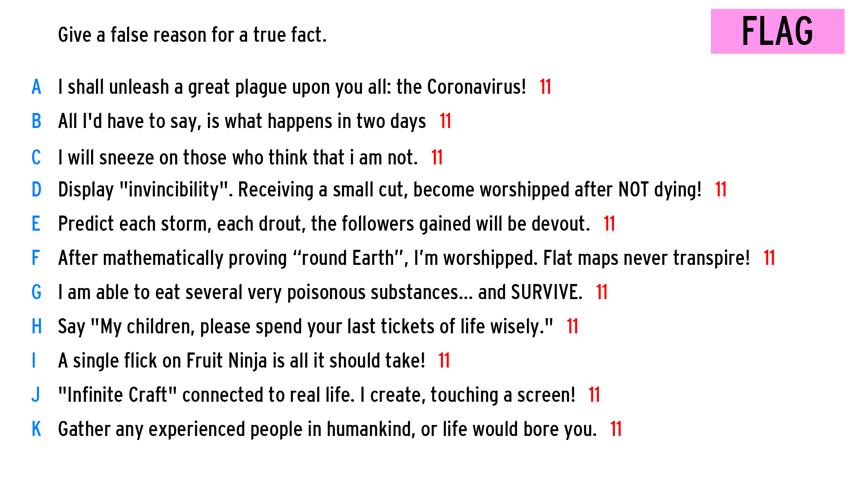 Give a false reason for a true fact.
FLAG
A I shall unleash a great plague upon you all: the Coronavirus! 11
B All I'd have to say, is what happens in two days 11
C I will sneeze on those who think that i am not. 11
D Display "invincibility". Receiving a small cut, become worshipped after NOT dying! 11
E Predict each storm, each drout, the followers gained will be devout. 11
F After mathematically proving “round Earth”, I’m worshipped. Flat maps never transpire! 11
G I am able to eat several very poisonous substances... and SURVIVE. 11
H Say "My children, please spend your last tickets of life wisely." 11
I A single flick on Fruit Ninja is all it should take! 11
J "Infinite Craft" connected to real life. I create, touching a screen! 11
K Gather any experienced people in humankind, or life would bore you. 11